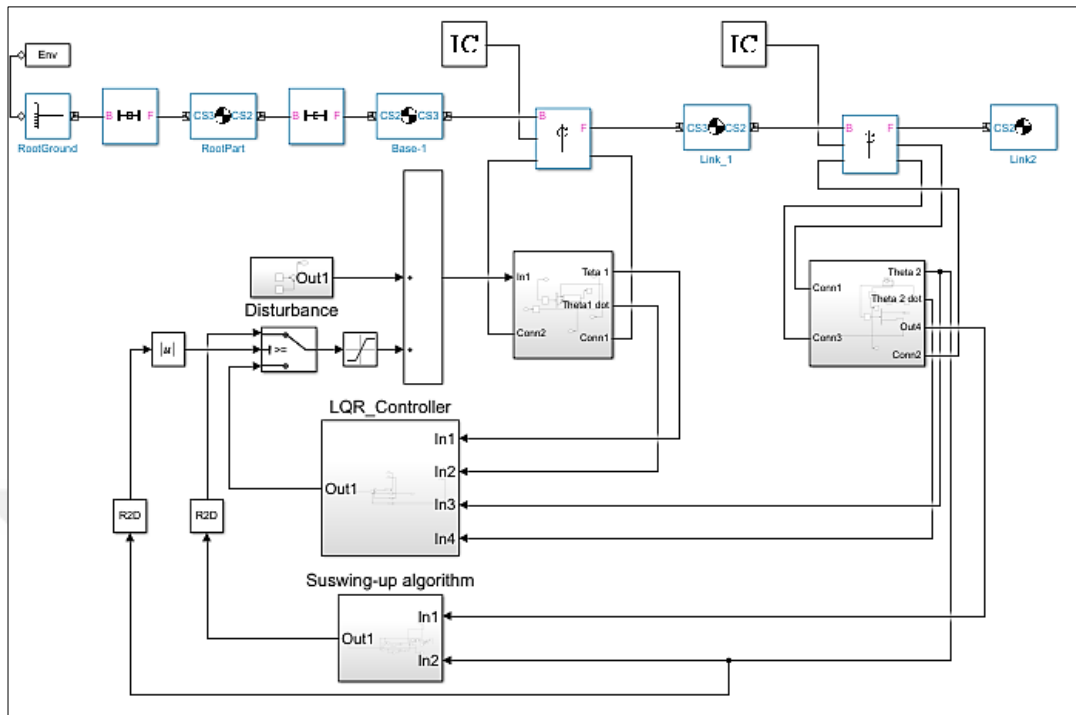 IC
IC
Env
B
F
CS3
CS2
B
F
CS2
CS3
B
F
CS3
CS2
B
F
CS2
RootGround
RootPart
Base-1
Link_1
Link2
Out1
Disturbance
In1
Teta 1
Theta1 dot
Conn2
Conn1
Conn1
Theta 2
Theta 2 dot
Out4
Conn3
Conn2
|u|
>=
LQR_Controller
In1
In2
Out1
In3
In4
R2D
R2D
Suswing-up algorithm
In1
Out1
In2